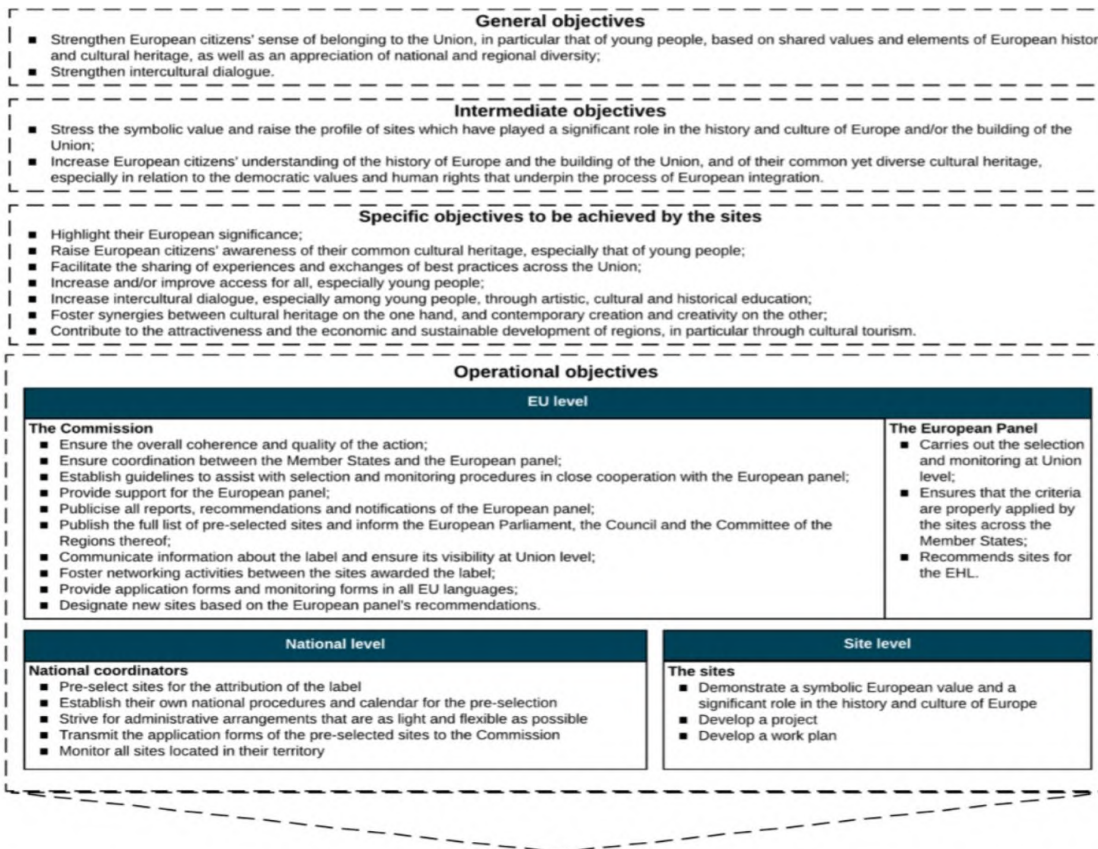 General objectives
■ Strengthen European citizens' sense of belonging to the Union, in particular that of young people, based on shared values and elements of European histor
and cultural heritage, as well as an appreciation of national and regional diversity;
■ Strengthen intercultural dialogue.
Intermediate objectives
■ Stress the symbolic value and raise the profile of sites which have played a significant role in the history and culture of Europe and/or the building of the
Union;
■ Increase European citizens' understanding of the history of Europe and the building of the Union, and of their common yet diverse cultural heritage,
especially in relation to the democratic values and human rights that underpin the process of European integration.
Specific objectives to be achieved by the sites
■ Highlight their European significance;
■ Raise European citizens' awareness of their common cultural heritage, especially that of young people;
■ Facilitate the sharing of experiences and exchanges of best practices across the Union;
■ Increase and/or improve access for all, especially young people;
■ Increase intercultural dialogue, especially among young people, through artistic, cultural and historical education;
■ Foster synergies between cultural heritage on the one hand, and contemporary creation and creativity on the other;
■ Contribute to the attractiveness and the economic and sustainable development of regions, in particular through cultural tourism.
Operational objectives
EU level
The Commission
■ Ensure the overall coherence and quality of the action;
■ Ensure coordination between the Member States and the European panel;
■ Establish guidelines to assist with selection and monitoring procedures in close cooperation with the European panel;
■ Provide support for the European panel;
■ Publicise all reports, recommendations and notifications of the European panel;
■ Publish the full list of pre-selected sites and inform the European Parliament, the Council and the Committee of the
Regions thereof;
■ Communicate information about the label and ensure its visibility at Union level;
■ Foster networking activities between the sites awarded the label;
■ Provide application forms and monitoring forms in all EU languages;
■ Designate new sites based on the European panel's recommendations.
The European Panel
■ Carries out the selection
and monitoring at Union
level;
■ Ensures that the criteria
are properly applied by
the sites across the
Member States;
■ Recommends sites for
the EHL.
National level
National coordinators
■ Pre-select sites for the attribution of the label
■ Establish their own national procedures and calendar for the pre-selection
■ Strive for administrative arrangements that are as light and flexible as possible
■ Transmit the application forms of the pre-selected sites to the Commission
■ Monitor all sites located in their territory
Site level
The sites
■ Demonstrate a symbolic European value and a
significant role in the history and culture of Europe
■ Develop a project
■ Develop a work plan